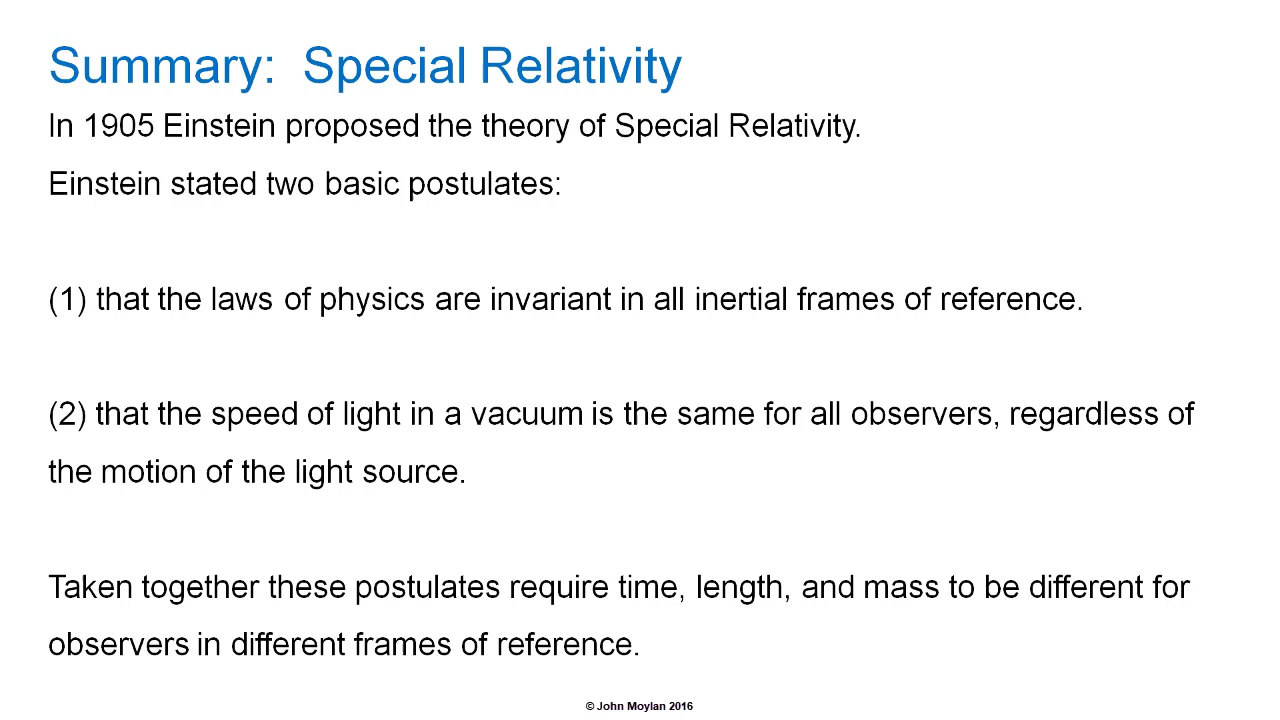 Summary:  Special Relativity
In 1905 Einstein proposed the theory of Special Relativity.
Einstein stated two basic postulates:
(1) that the laws of physics are invariant in all inertial frames of reference.
(2) that the speed of light in a vacuum is the same for all observers, regardless of
the motion of the light source.
Taken together these postulates require time, length, and mass to be different for
observers in different frames of reference.
© John Moylan 2016